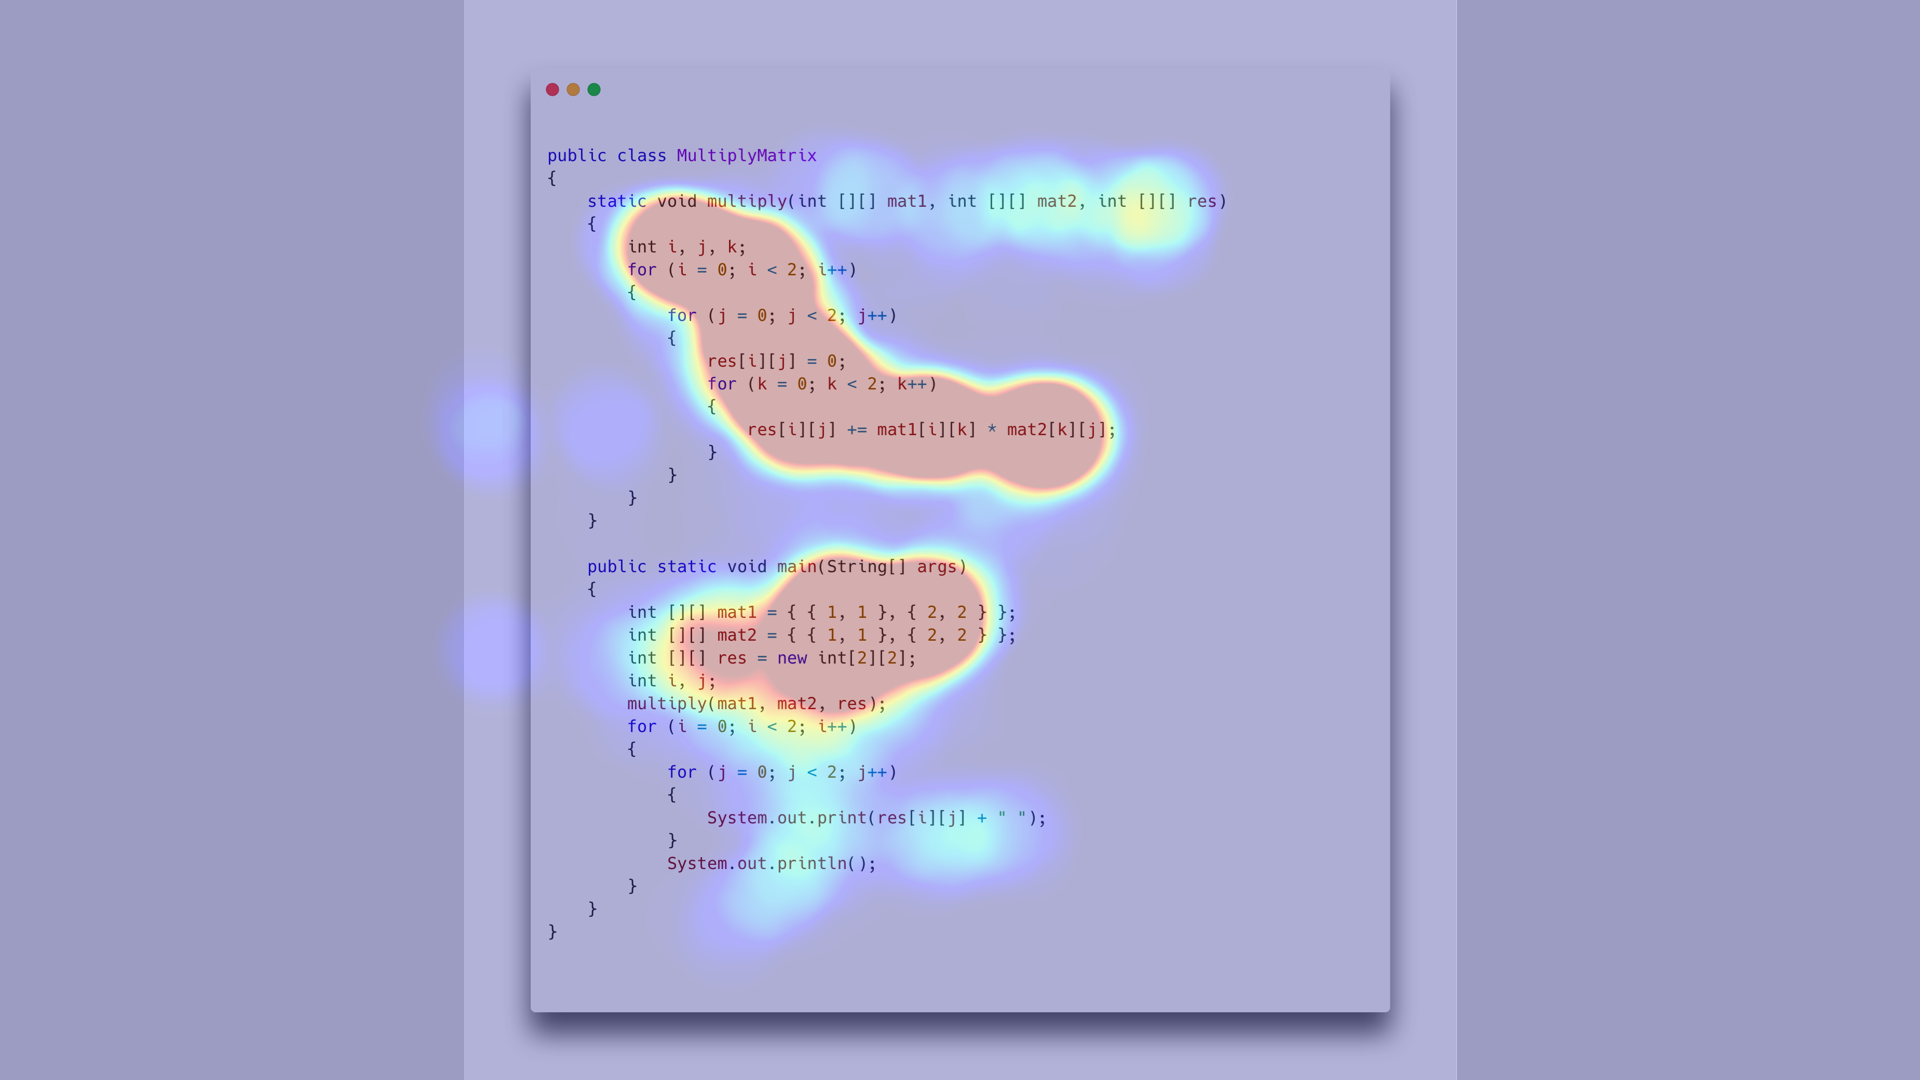 public class MultiplyMatrix
{
    static void multiply(int [][] mat1, int [][] mat2, int [][] res)
    {
        int i, j, k;
        for (i = 0; i < 2; i++)
        {
            for (j = 0; j < 2; j++)
            {
                res[i][j] = 0;
                for (k = 0; k < 2; k++)
                {
                    res[i][j] += mat1[i][k] * mat2[k][j];
                }
            }
        }
    }

    public static void main(String[] args)
    {
        int [][] mat1 = { { 1, 1 }, { 2, 2 } };
        int [][] mat2 = { { 1, 1 }, { 2, 2 } };
        int [][] res = new int[2][2];
        int i, j;
        multiply(mat1, mat2, res);
        for (i = 0; i < 2; i++)
        {
            for (j = 0; j < 2; j++)
            {
                System.out.print(res[i][j] + " ");
            }
            System.out.println();
        }
    }
}